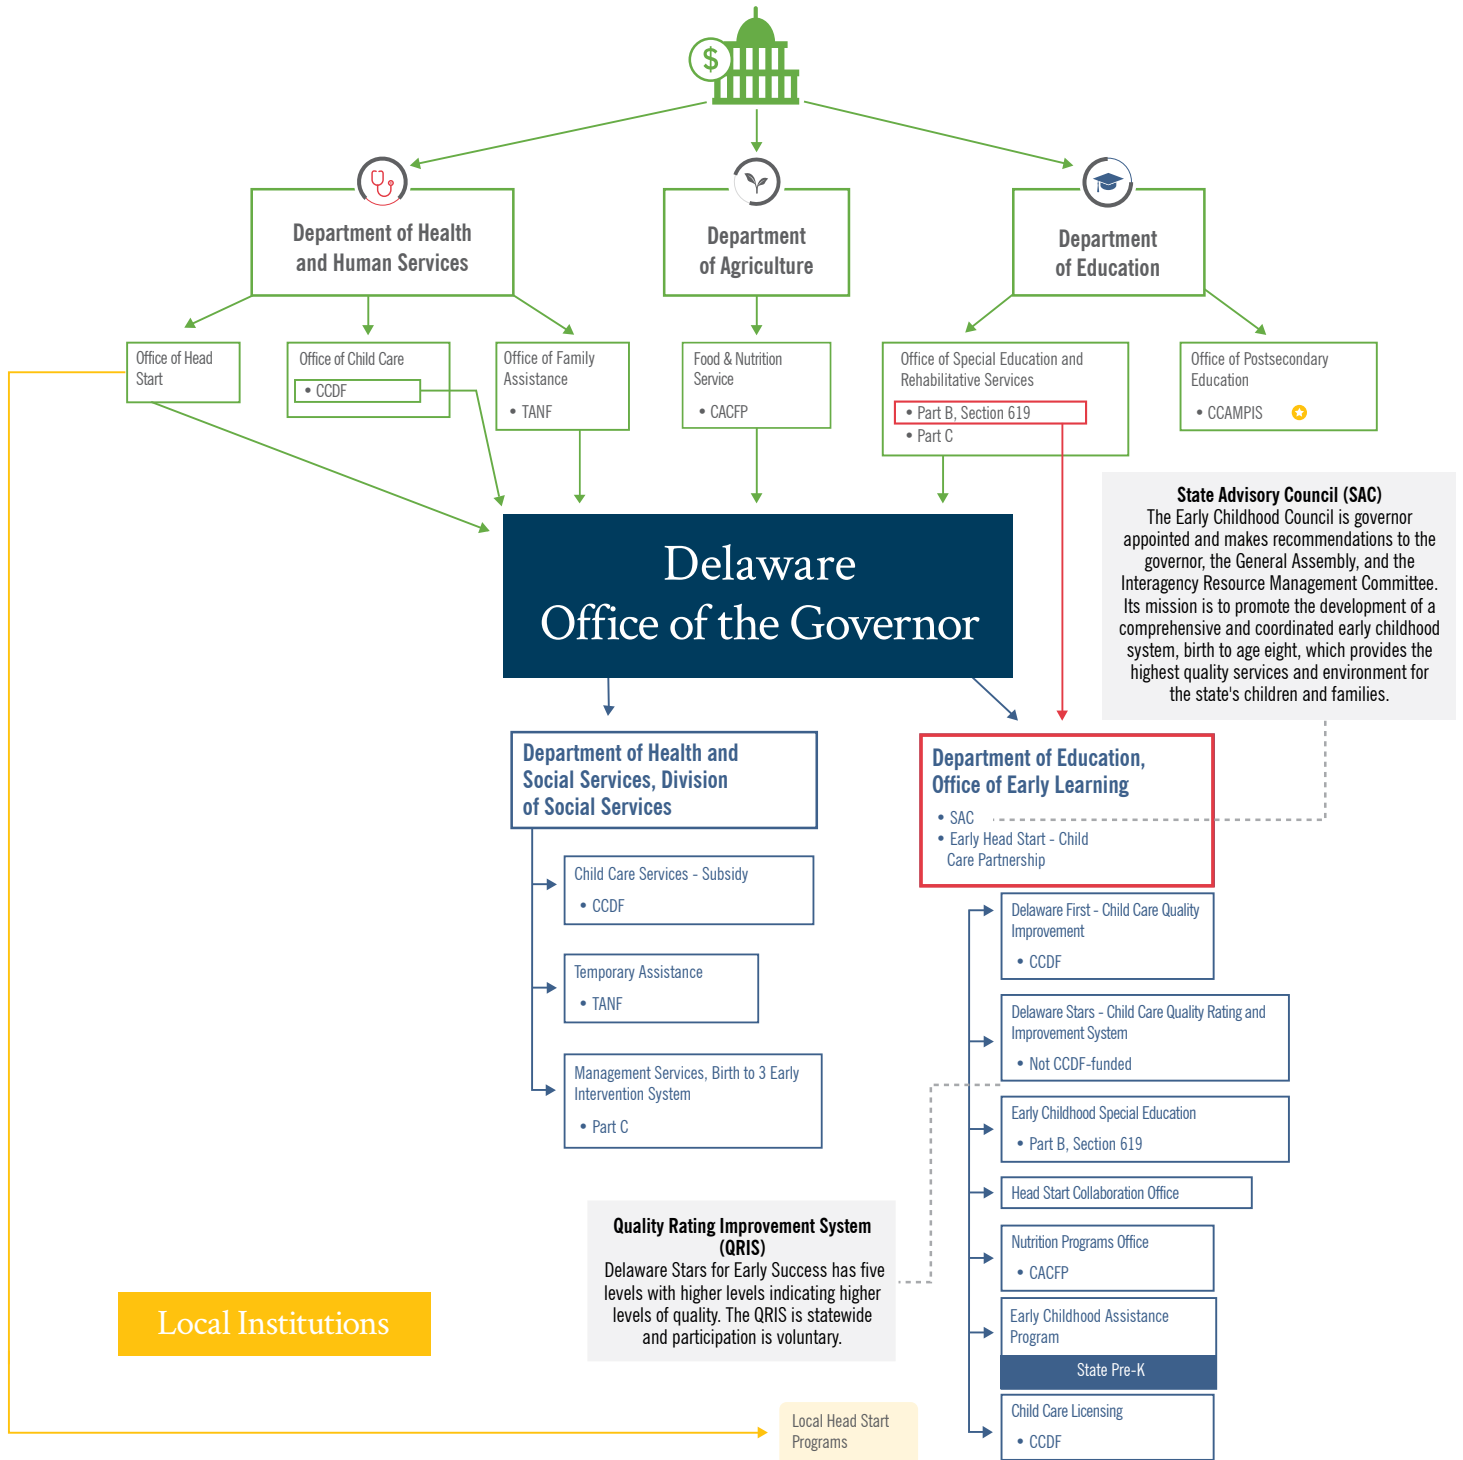 $
Department of Health
and Human Services
Department
of Agriculture
Department
of Education
Office of Head
Start
Office of Child Care
• CCDF
Office of Family
Assistance
• TANF
Food & Nutrition
Service
• CACFP
Office of Special Education and
Rehabilitative Services
• Part B, Section 619
• Part C
Office of Postsecondary
Education
• CCAMPIS
State Advisory Council (SAC)
The Early Childhood Council is governor
appointed and makes recommendations to the
governor, the General Assembly, and the
Interagency Resource Management Committee.
Its mission is to promote the development of a
comprehensive and coordinated early childhood
system, birth to age eight, which provides the
highest quality services and environment for
the state's children and families.
Delaware
Office of the Governor
Department of Health and
Social Services, Division
of Social Services
Child Care Services - Subsidy
• CCDF
Temporary Assistance
• TANF
Management Services, Birth to 3 Early
Intervention System
• Part C
Department of Education,
Office of Early Learning
• SAC
• Early Head Start - Child
Care Partnership
Delaware First - Child Care Quality
Improvement
• CCDF
Delaware Stars - Child Care Quality Rating and
Improvement System
• Not CCDF-funded
Early Childhood Special Education
• Part B, Section 619
Head Start Collaboration Office
Nutrition Programs Office
• CACFP
Early Childhood Assistance
Program
State Pre-K
Child Care Licensing
• CCDF
Quality Rating Improvement System
(QRIS)
Delaware Stars for Early Success has five
levels with higher levels indicating higher
levels of quality. The QRIS is statewide
and participation is voluntary.
Local Institutions
Local Head Start
Programs